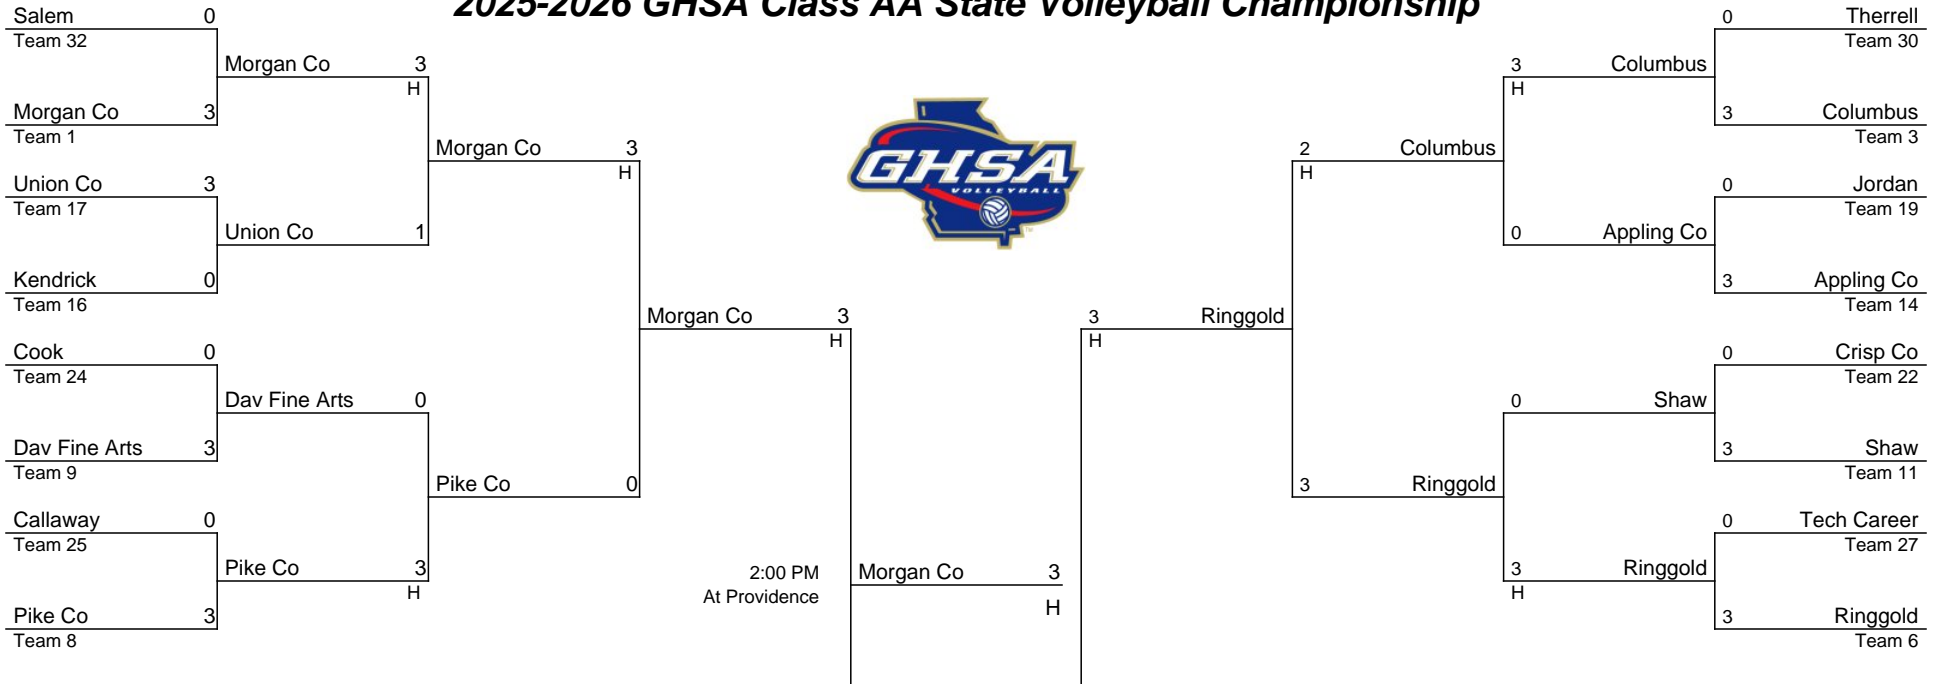 2025-2026 GHSA Class AA State Volleyball Championship
Salem 0
Team 32
Morgan Co 3
H
Morgan Co 3
Team 1
Morgan Co 3
H
Union Co 3
Team 17
Union Co 1
Kendrick 0
Team 16
Morgan Co 3
H
Cook 0
Team 24
Dav Fine Arts 0
Dav Fine Arts 3
Team 9
Pike Co 0
Callaway 0
Team 25
Pike Co 3
H
Pike Co 3
Team 8
2:00 PM
At Providence
Morgan Co 3
H
GHSA
VOLLEYBALL
TM
0 Therrell
Team 30
3 Columbus
H
3 Columbus
Team 3
2 Columbus
H
0 Jordan
Team 19
0 Appling Co
3 Appling Co
Team 14
3 Ringgold
H
0 Crisp Co
Team 22
0 Shaw
3 Shaw
Team 11
3 Ringgold
0 Tech Career
Team 27
3 Ringgold
H
3 Ringgold
Team 6